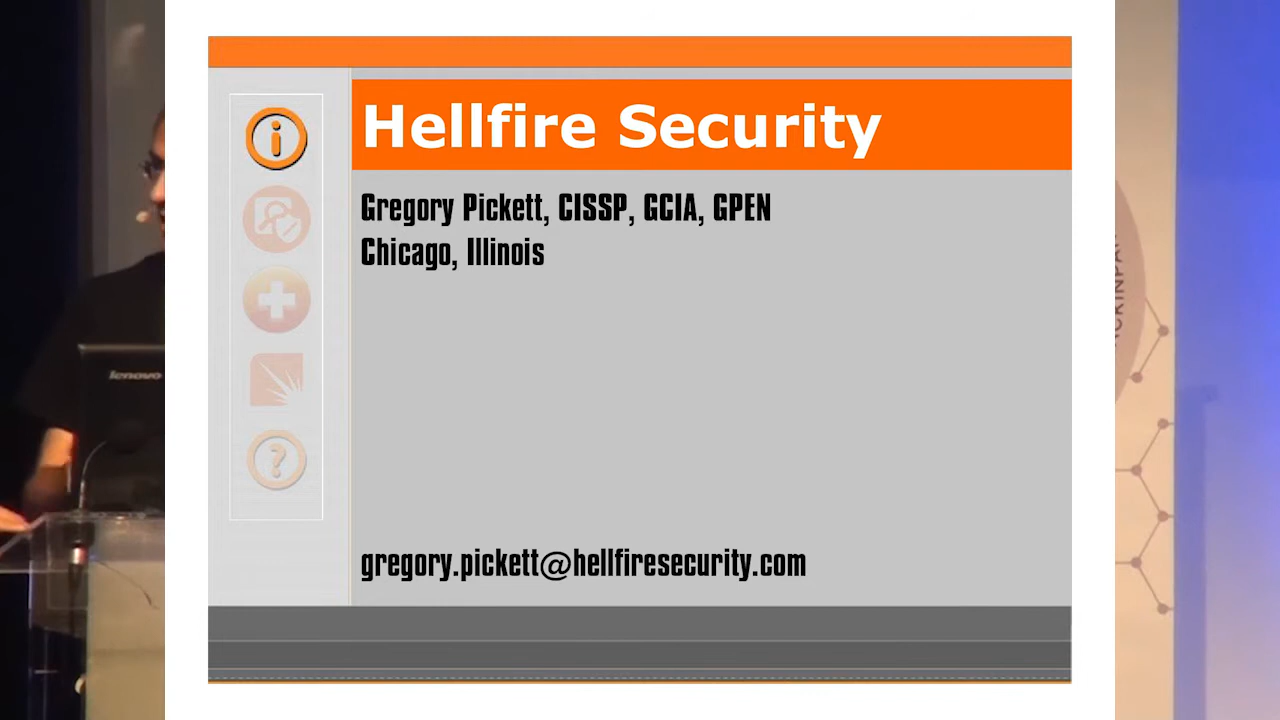 Hellfire Security
Gregory Pickett, CISSP, GCIA, GPEN
Chicago, Illinois
gregory.pickett@hellfiresecurity.com
lenovo